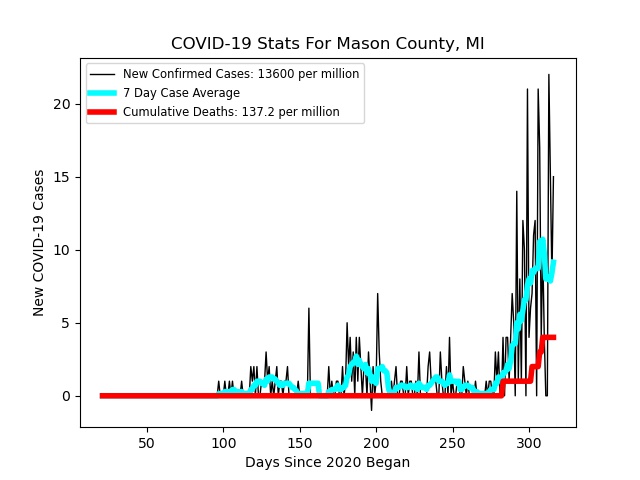 COVID-19 Stats For Mason County, MI
New Confirmed Cases: 13600 per million
7 Day Case Average
Cumulative Deaths: 137.2 per million
New COVID-19 Cases
20
15
10
5
0
50 100 150 200 250 300
Days Since 2020 Began